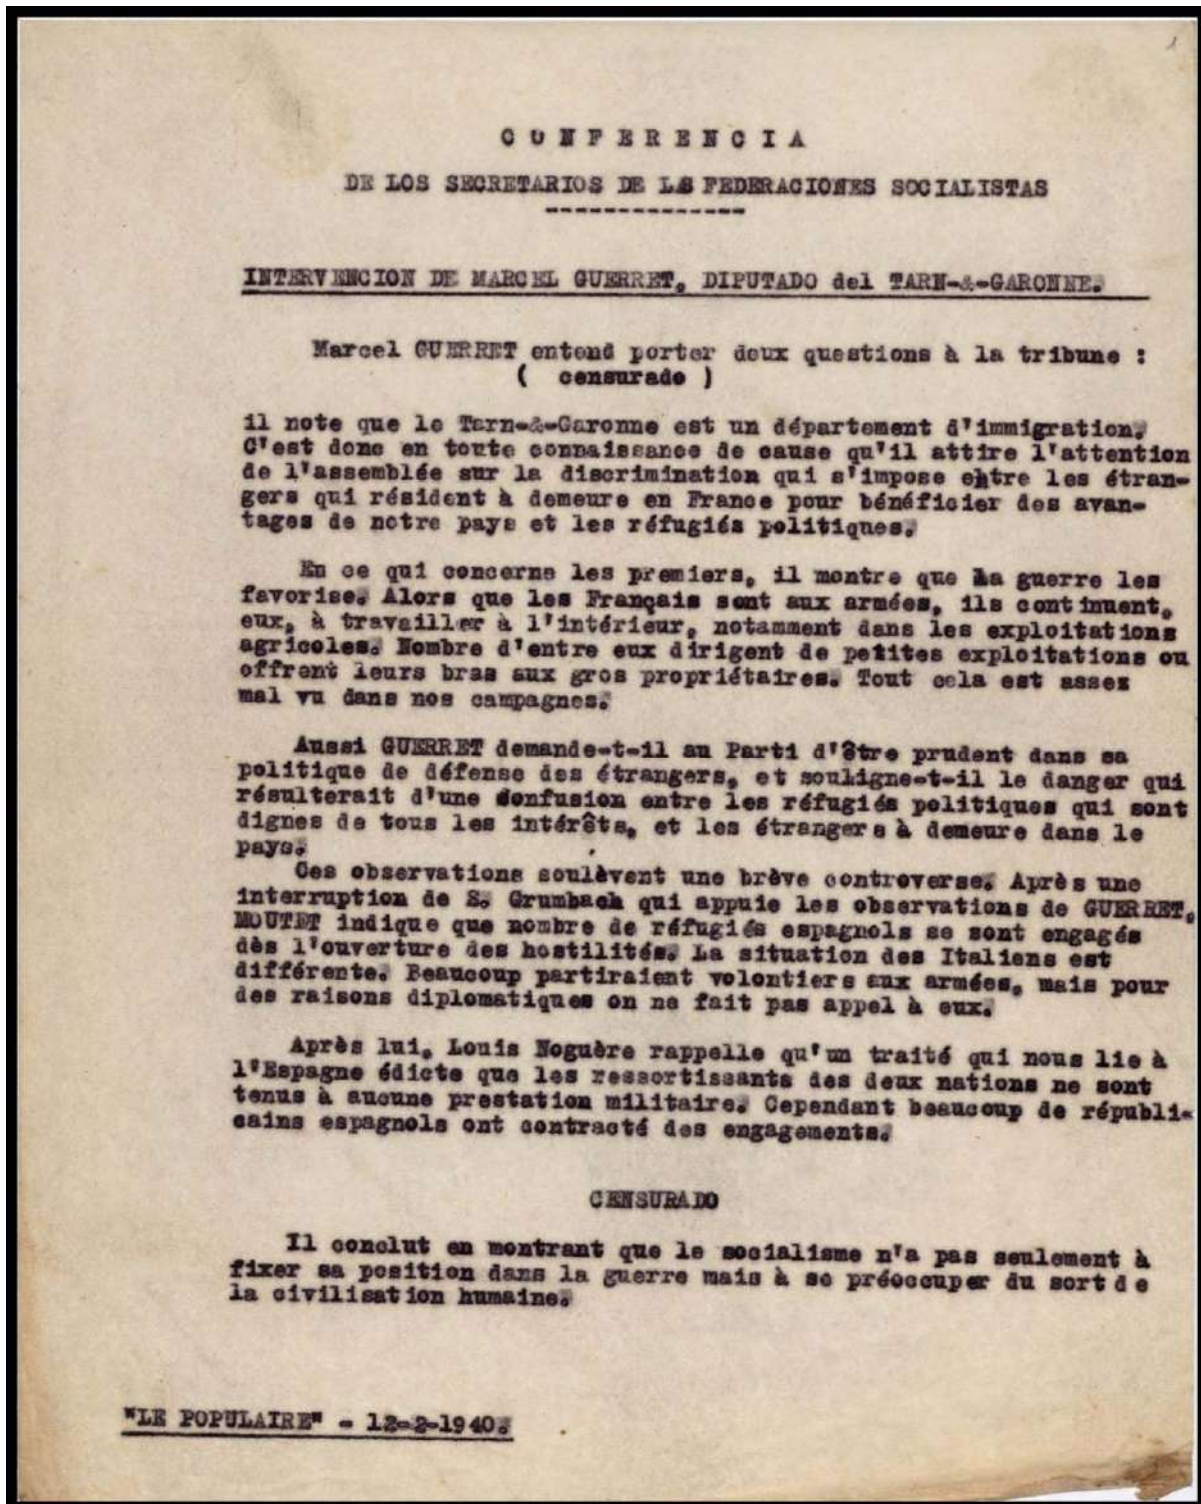 1
C O N F E R E N C I A
DE LOS SECRETARIOS DE LAS FEDERACIONES SOCIALISTAS
---------------
INTERVENCION DE MARCEL GUERRET, DIPUTADO del TARN-&-GARONNE.
Marcel GUERRET entend porter deux questions à la tribune :
( censurado )
il note que le Tarn-&-Garonne est un département d'immigration.
C'est donc en toute connaissance de cause qu'il attire l'attention
de l'assemblée sur la discrimination qui s'impose entre les étran-
gers qui résident à demeure en France pour bénéficier des avan-
tages de notre pays et les réfugiés politiques.
En ce qui concerne les premiers, il montre que la guerre les
favorise. Alors que les Français sont aux armées, ils continuent,
eux, à travailler à l'intérieur, notamment dans les exploitations
agricoles. Nombre d'entre eux dirigent de petites exploitations ou
offrent leurs bras aux gros propriétaires. Tout cela est assez
mal vu dans nos campagnes.
Aussi GUERRET demande-t-il au Parti d'être prudent dans sa
politique de défense des étrangers, et souligne-t-il le danger qui
résulterait d'une confusion entre les réfugiés politiques qui sont
dignes de tous les intérêts, et les étrangers à demeure dans le
pays.
Ces observations soulèvent une brève controverse. Après une
interruption de S. Grumbach qui appuie les observations de GUERRET,
MOUTET indique que nombre de réfugiés espagnols se sont engagés
dès l'ouverture des hostilités. La situation des Italiens est
différente. Beaucoup partiraient volontiers aux armées, mais pour
des raisons diplomatiques on ne fait pas appel à eux.
Après lui, Louis Noguère rappelle qu'un traité qui nous lie à
l'Espagne édicte que les ressortissants des deux nations ne sont
tenus à aucune prestation militaire. Cependant beaucoup de républi-
cains espagnols ont contracté des engagements.
CENSURADO
Il conclut en montrant que le socialisme n'a pas seulement à
fixer sa position dans la guerre mais à se préoccuper du sort de
la civilisation humaine.
"LE POPULAIRE" - 12-2-1940.